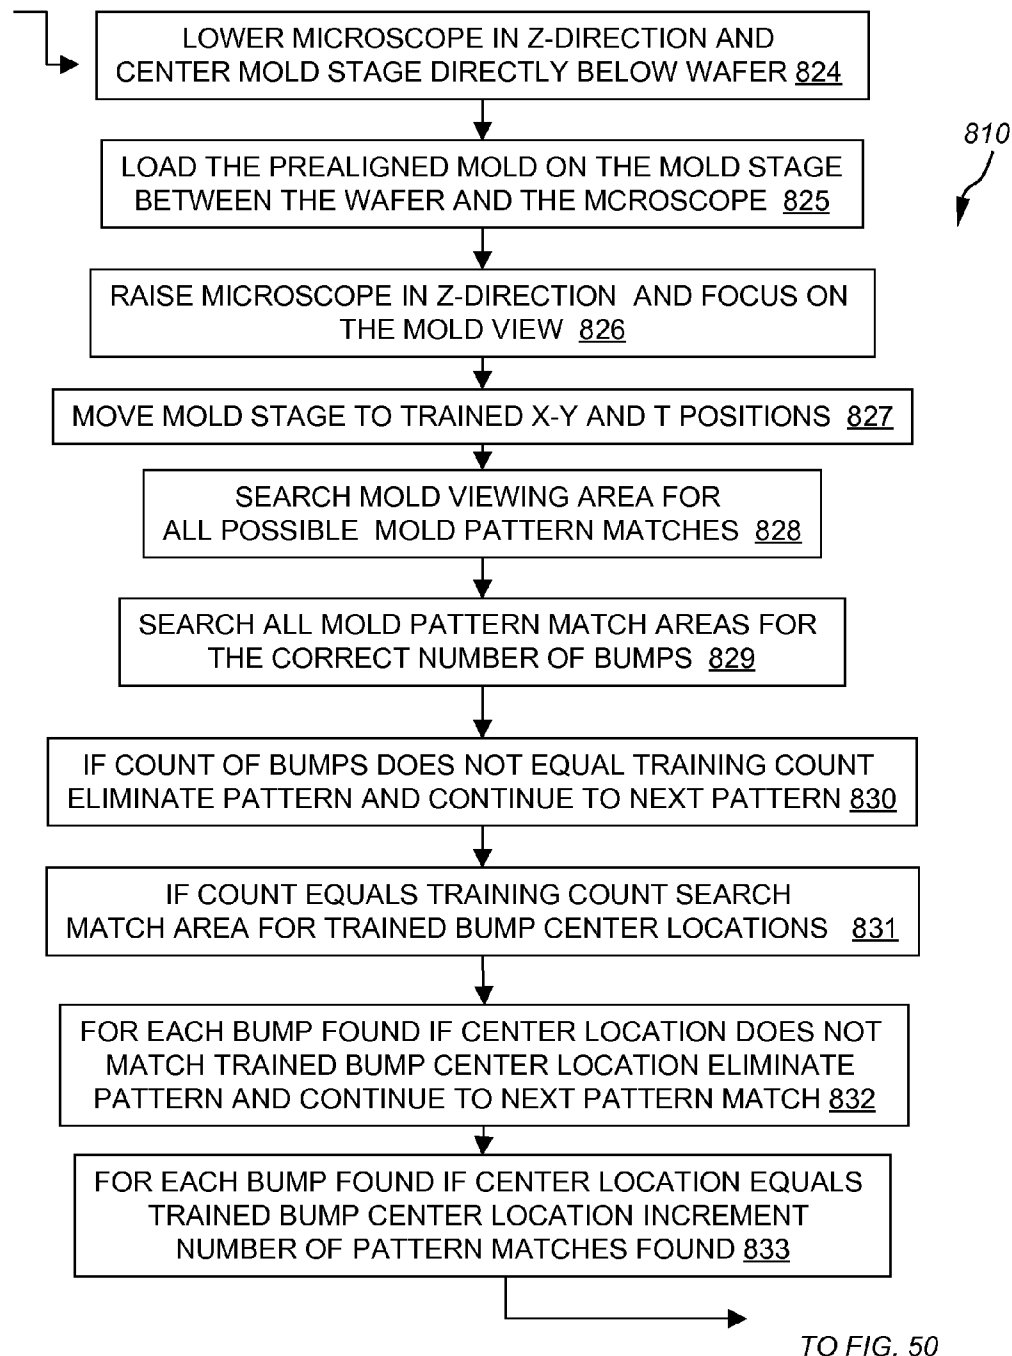 LOWER MICROSCOPE IN Z-DIRECTION AND
CENTER MOLD STAGE DIRECTLY BELOW WAFER 824
810
LOAD THE PREALIGNED MOLD ON THE MOLD STAGE
BETWEEN THE WAFER AND THE MCROSCOPE 825
RAISE MICROSCOPE IN Z-DIRECTION AND FOCUS ON
THE MOLD VIEW 826
MOVE MOLD STAGE TO TRAINED X-Y AND T POSITIONS 827
SEARCH MOLD VIEWING AREA FOR
ALL POSSIBLE MOLD PATTERN MATCHES 828
SEARCH ALL MOLD PATTERN MATCH AREAS FOR
THE CORRECT NUMBER OF BUMPS 829
IF COUNT OF BUMPS DOES NOT EQUAL TRAINING COUNT
ELIMINATE PATTERN AND CONTINUE TO NEXT PATTERN 830
IF COUNT EQUALS TRAINING COUNT SEARCH
MATCH AREA FOR TRAINED BUMP CENTER LOCATIONS 831
FOR EACH BUMP FOUND IF CENTER LOCATION DOES NOT
MATCH TRAINED BUMP CENTER LOCATION ELIMINATE
PATTERN AND CONTINUE TO NEXT PATTERN MATCH 832
FOR EACH BUMP FOUND IF CENTER LOCATION EQUALS
TRAINED BUMP CENTER LOCATION INCREMENT
NUMBER OF PATTERN MATCHES FOUND 833
TO FIG. 50